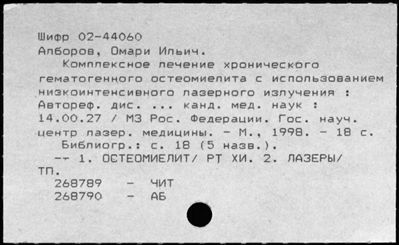 Шифр 02-44060
Алборов, Омари Ильич.
Комплексное лечение хронического
гематогенного остеомиелита с использованием
низкоинтенсивного лазерного излучения :
Автореф. дис. ... канд. мед. наук :
14.00.27 / МЗ Рос. Федерации. Гос. науч.
центр лазер. медицины. - М., 1998. - 18 с.
Библиогр.: с. 18 (5 назв.).
-- 1. ОСТЕОМИЕЛИТ/ РТ ХИ. 2. ЛАЗЕРЫ/
ТП.
268789 - ЧИТ
268790 - АБ